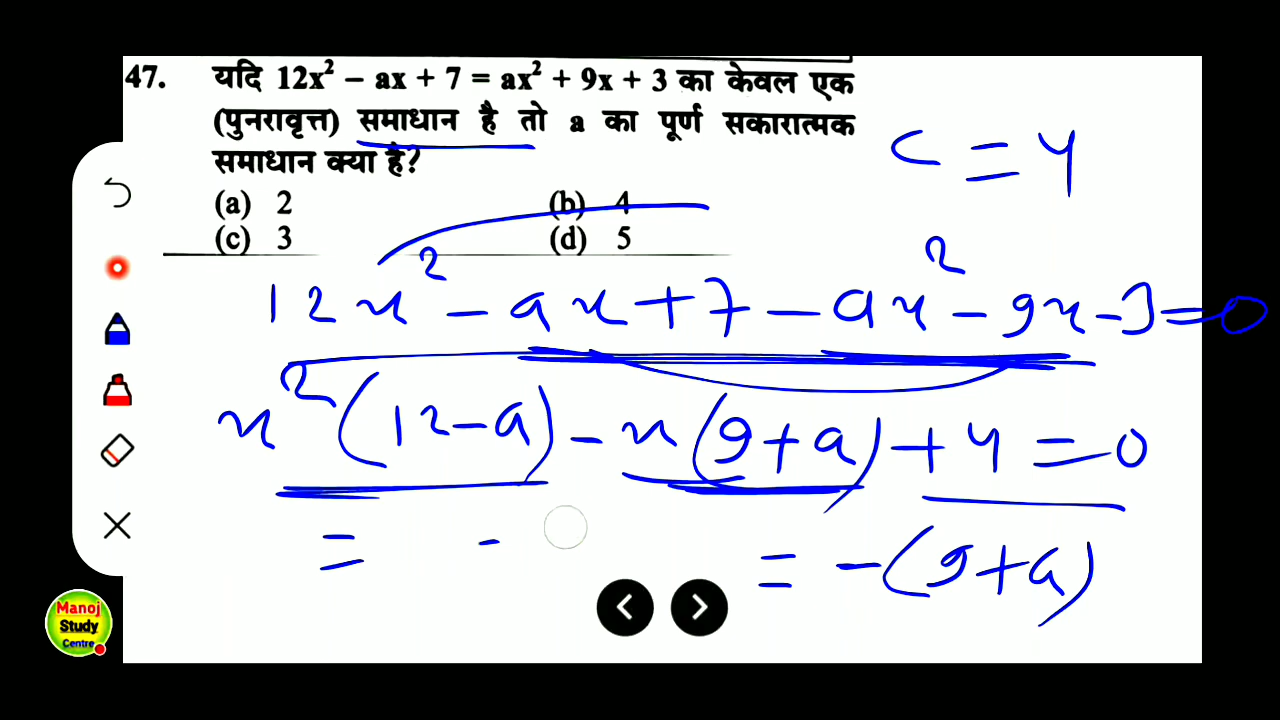 47. यदि 12x² – ax + 7 = ax² + 9x + 3 का केवल एक
(पुनरावृत्त) समाधान है तो a का पूर्ण सकारात्मक
समाधान क्या है?
(a) 2 (b) 4
(c) 3 (d) 5
c = 4
12x² - ax + 7 - ax² - 9x - 3 = 0
x² (12-a) - x (9+a) + 4 = 0
= - = -(9+a)
Manoj
Study
Centre